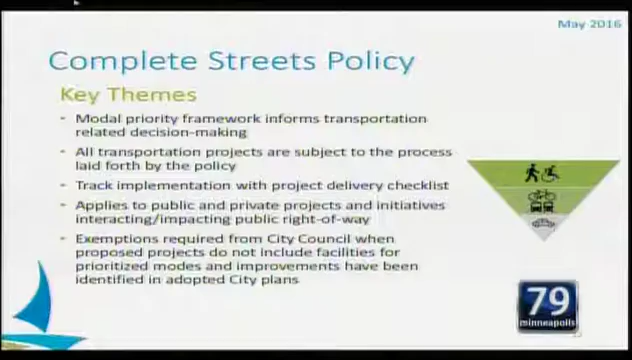 May 2016
Complete Streets Policy
Key Themes
- Modal priority framework informs transportation
related decision-making
- All transportation projects are subject to the process
laid forth by the policy
- Track implementation with project delivery checklist
- Applies to public and private projects and initiatives
interacting/impacting public right-of-way
- Exemptions required from City Council when
proposed projects do not include facilities for
prioritized modes and improvements have been
identified in adopted City plans
79
minneapolis